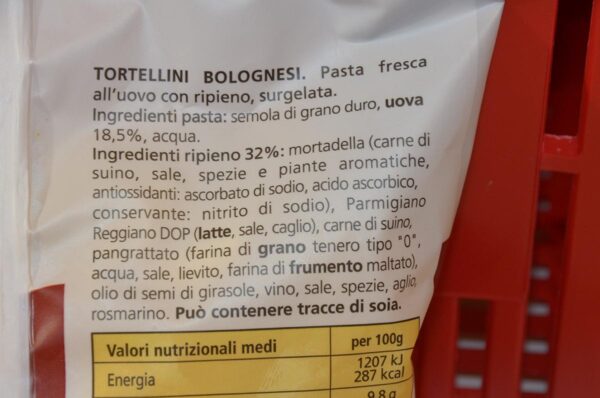 TORTELLINI BOLOGNESI. Pasta fresca
all'uovo con ripieno, surgelata.
Ingredienti pasta: semola di grano duro, uova
18,5%, acqua.
Ingredienti ripieno 32%: mortadella (carne di
suino, sale, spezie e piante aromatiche,
antiossidanti: ascorbato di sodio, acido ascorbico,
conservante: nitrito di sodio), Parmigiano
Reggiano DOP (latte, sale, caglio), carne di suino,
pangrattato (farina di grano tenero tipo "0",
acqua, sale, lievito, farina di frumento maltato),
olio di semi di girasole, vino, sale, spezie, aglio,
rosmarino. Può contenere tracce di soia.
Valori nutrizionali medi per 100g
1207 kJ
Energia 287 kcal
9,8 g